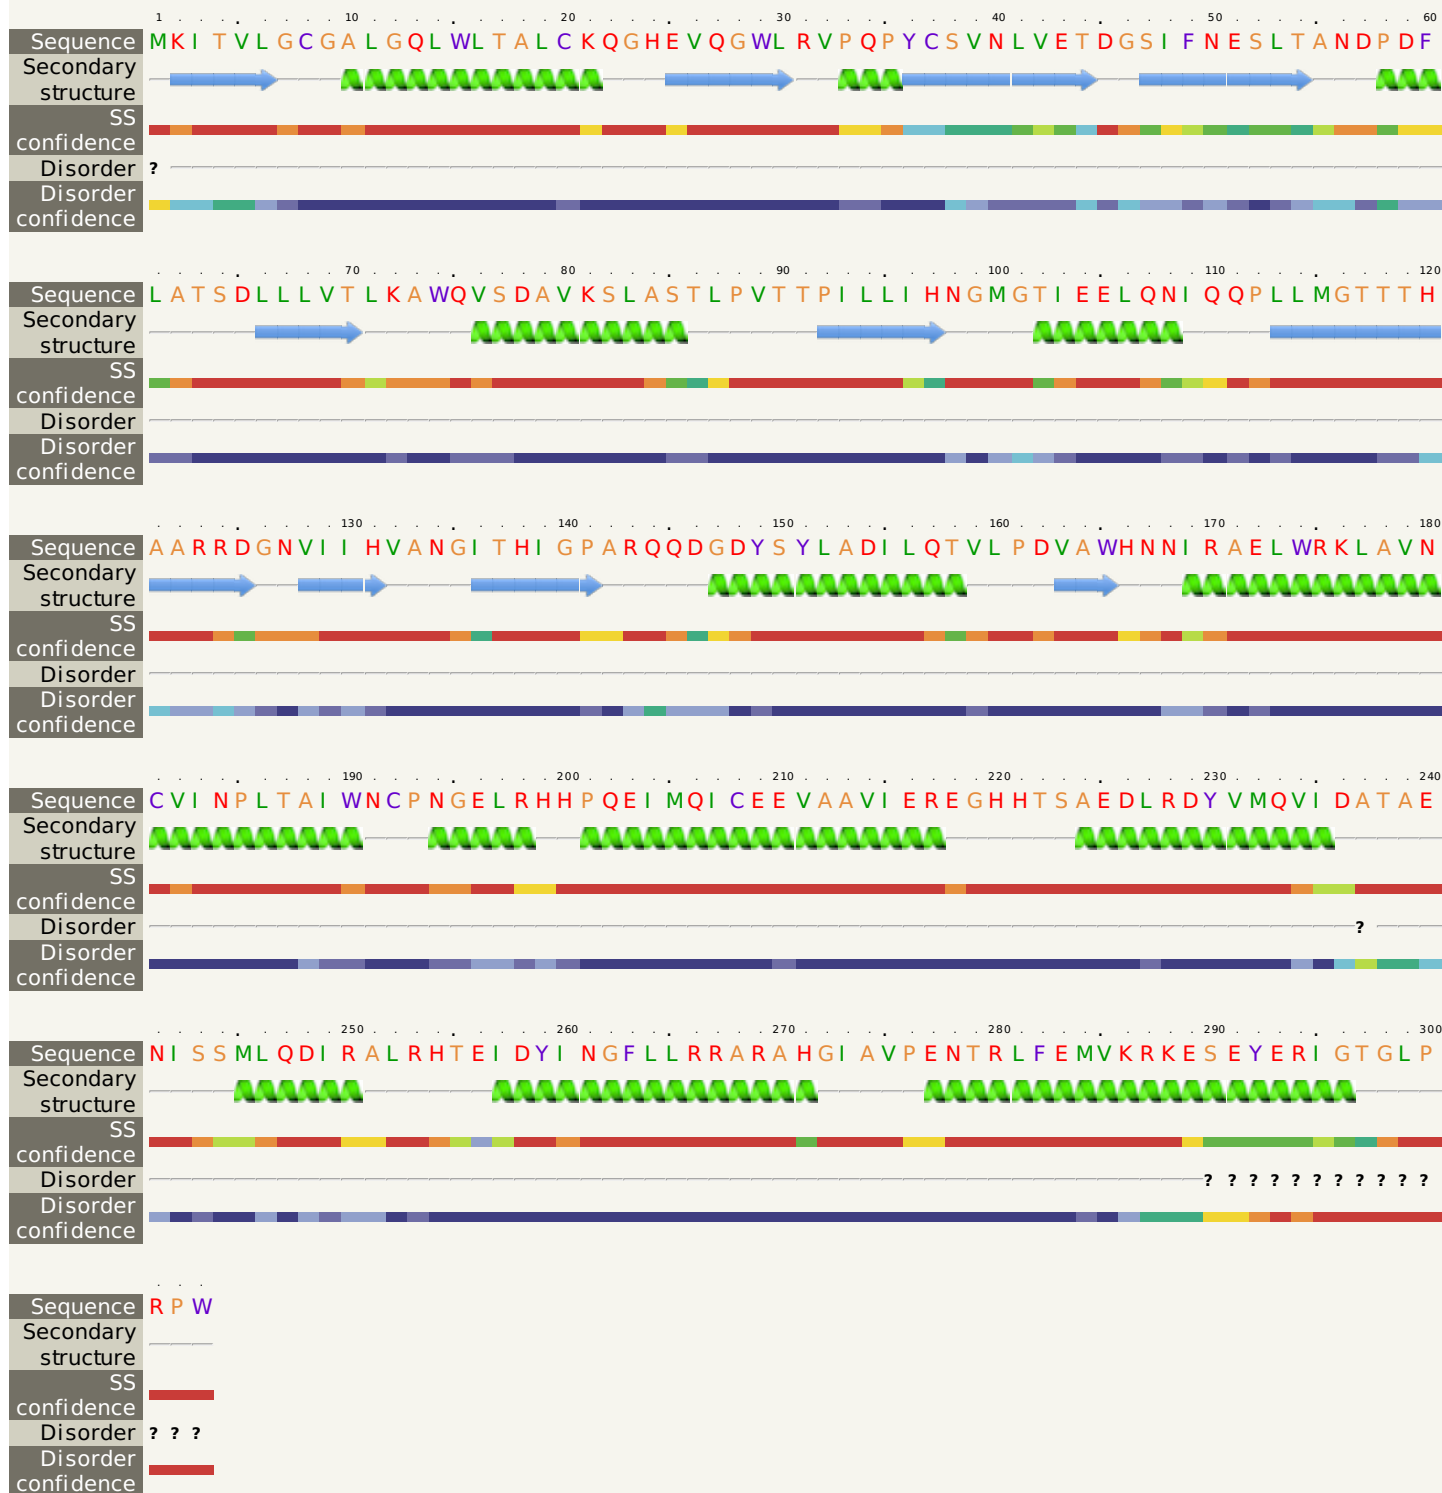 1 10 20 30 40 50 60
Sequence MKITVLGCGALGQLWLTALCKQGHEVQGWLRVPQPYCSVNLVETDGSIFNESLTANDPDF
Secondary
structure
SS
confidence
Disorder ?
Disorder
confidence
70 80 90 100 110 120
Sequence LATSDLLLVTLKAWQVSDAVKSLASTLPVTTPILLIHNGMGTIEELQNIQQPLLMGTTTH
Secondary
structure
SS
confidence
Disorder
Disorder
confidence
130 140 150 160 170 180
Sequence AARRDGNVIIHVANGITHIGPARQQDGDYSYLADILQTVLPDVAWHNNIRAELWRKLAVN
Secondary
structure
SS
confidence
Disorder
Disorder
confidence
190 200 210 220 230 240
Sequence CVINPLTAIWNCPNGELRHHPQEIMQICEEVAAVIEREGHHTSAEDLRDYVMQVIDATAE
Secondary
structure
SS
confidence
Disorder ?
Disorder
confidence
250 260 270 280 290 300
Sequence NISSMLQDIRALRHTEIDYINGFLLRRARAHGIAVPENTRLFEMVKRKESEYERIGTGLP
Secondary
structure
SS
confidence
Disorder ? ? ? ? ? ? ? ? ? ? ?
Disorder
confidence
Sequence RPW
Secondary
structure
SS
confidence
Disorder ? ? ?
Disorder
confidence